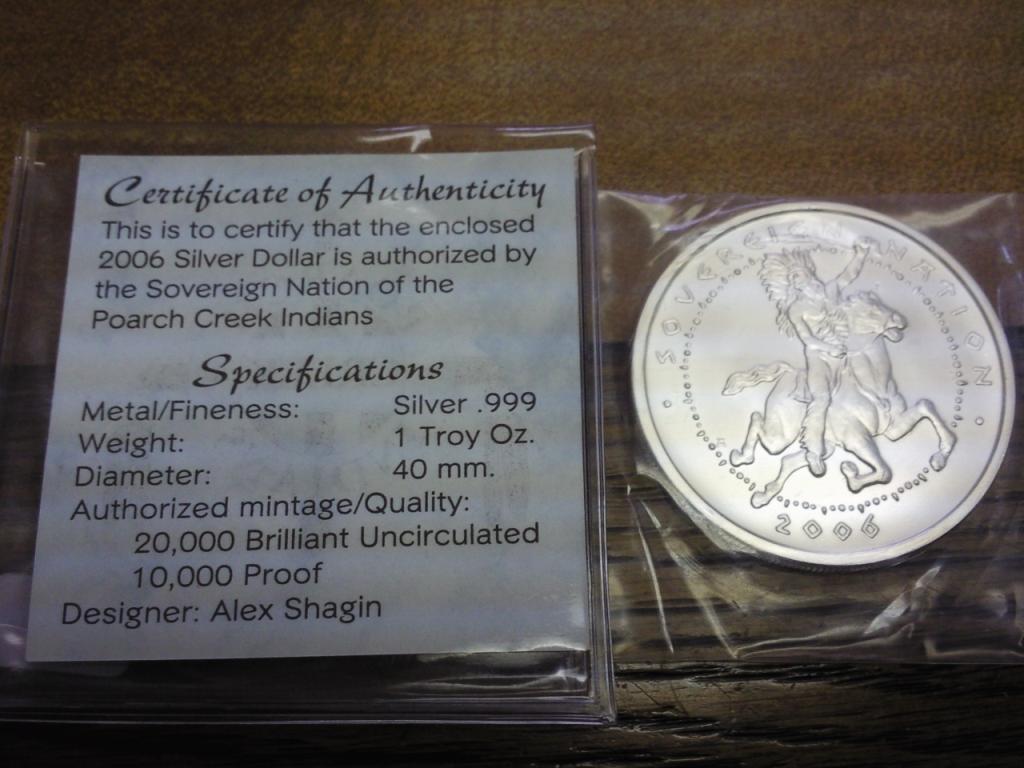 Certificate of Authenticity
This is to certify that the enclosed
2006 Silver Dollar is authorized by
the Sovereign Nation of the
Poarch Creek Indians
Specifications
Metal/Fineness: Silver .999
Weight: 1 Troy Oz.
Diameter: 40 mm.
Authorized mintage/Quality:
20,000 Brilliant Uncirculated
10,000 Proof
Designer: Alex Shagin
· SOVEREIGN NATION ·
2006